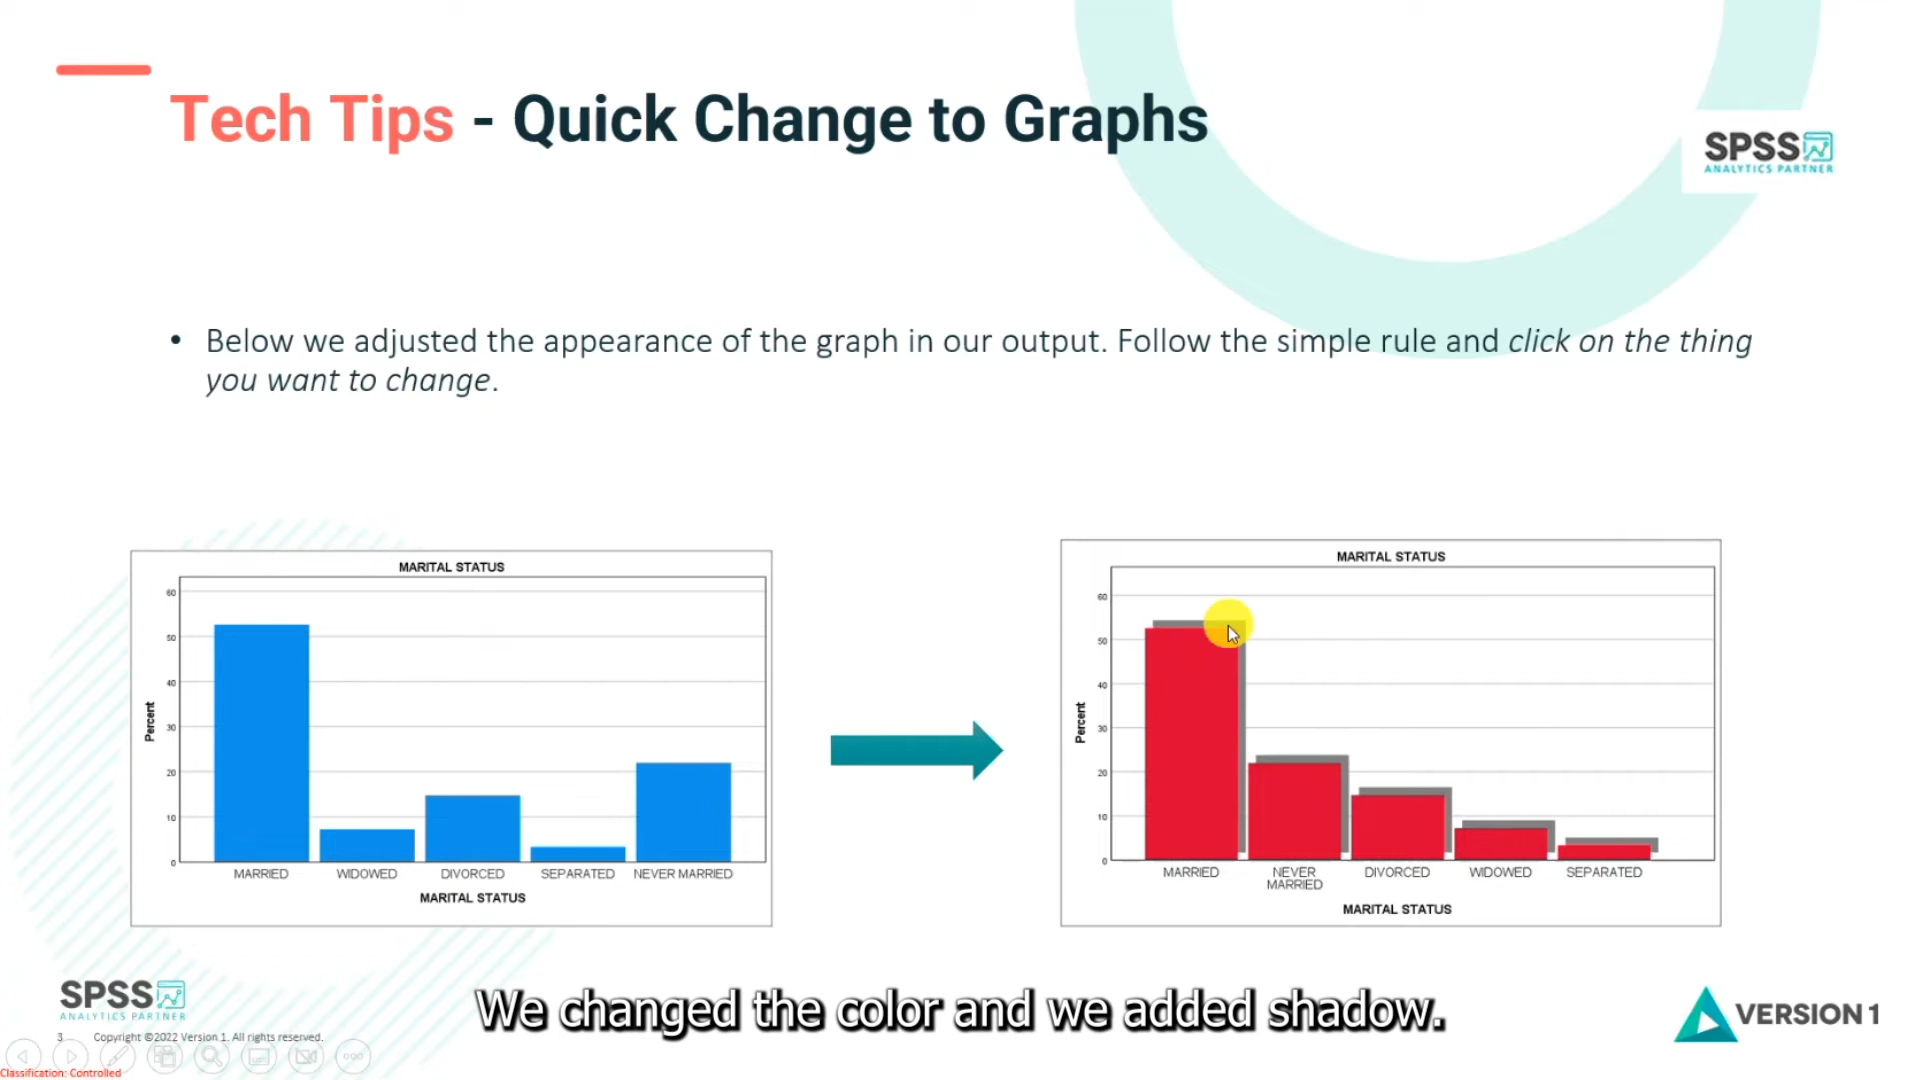 Tech Tips - Quick Change to Graphs
SPSS
ANALYTICS PARTNER
• Below we adjusted the appearance of the graph in our output. Follow the simple rule and click on the thing
you want to change.
MARITAL STATUS
60
50
40
30
20
10
0
Percent
MARRIED WIDOWED DIVORCED SEPARATED NEVER MARRIED
MARITAL STATUS
MARITAL STATUS
60
50
40
30
20
10
0
Percent
MARRIED NEVER MARRIED DIVORCED WIDOWED SEPARATED
MARITAL STATUS
SPSS
ANALYTICS PARTNER
We changed the color and we added shadow.
VERSION 1
3 Copyright ©2022 Version 1. All rights reserved.
Classification: Controlled